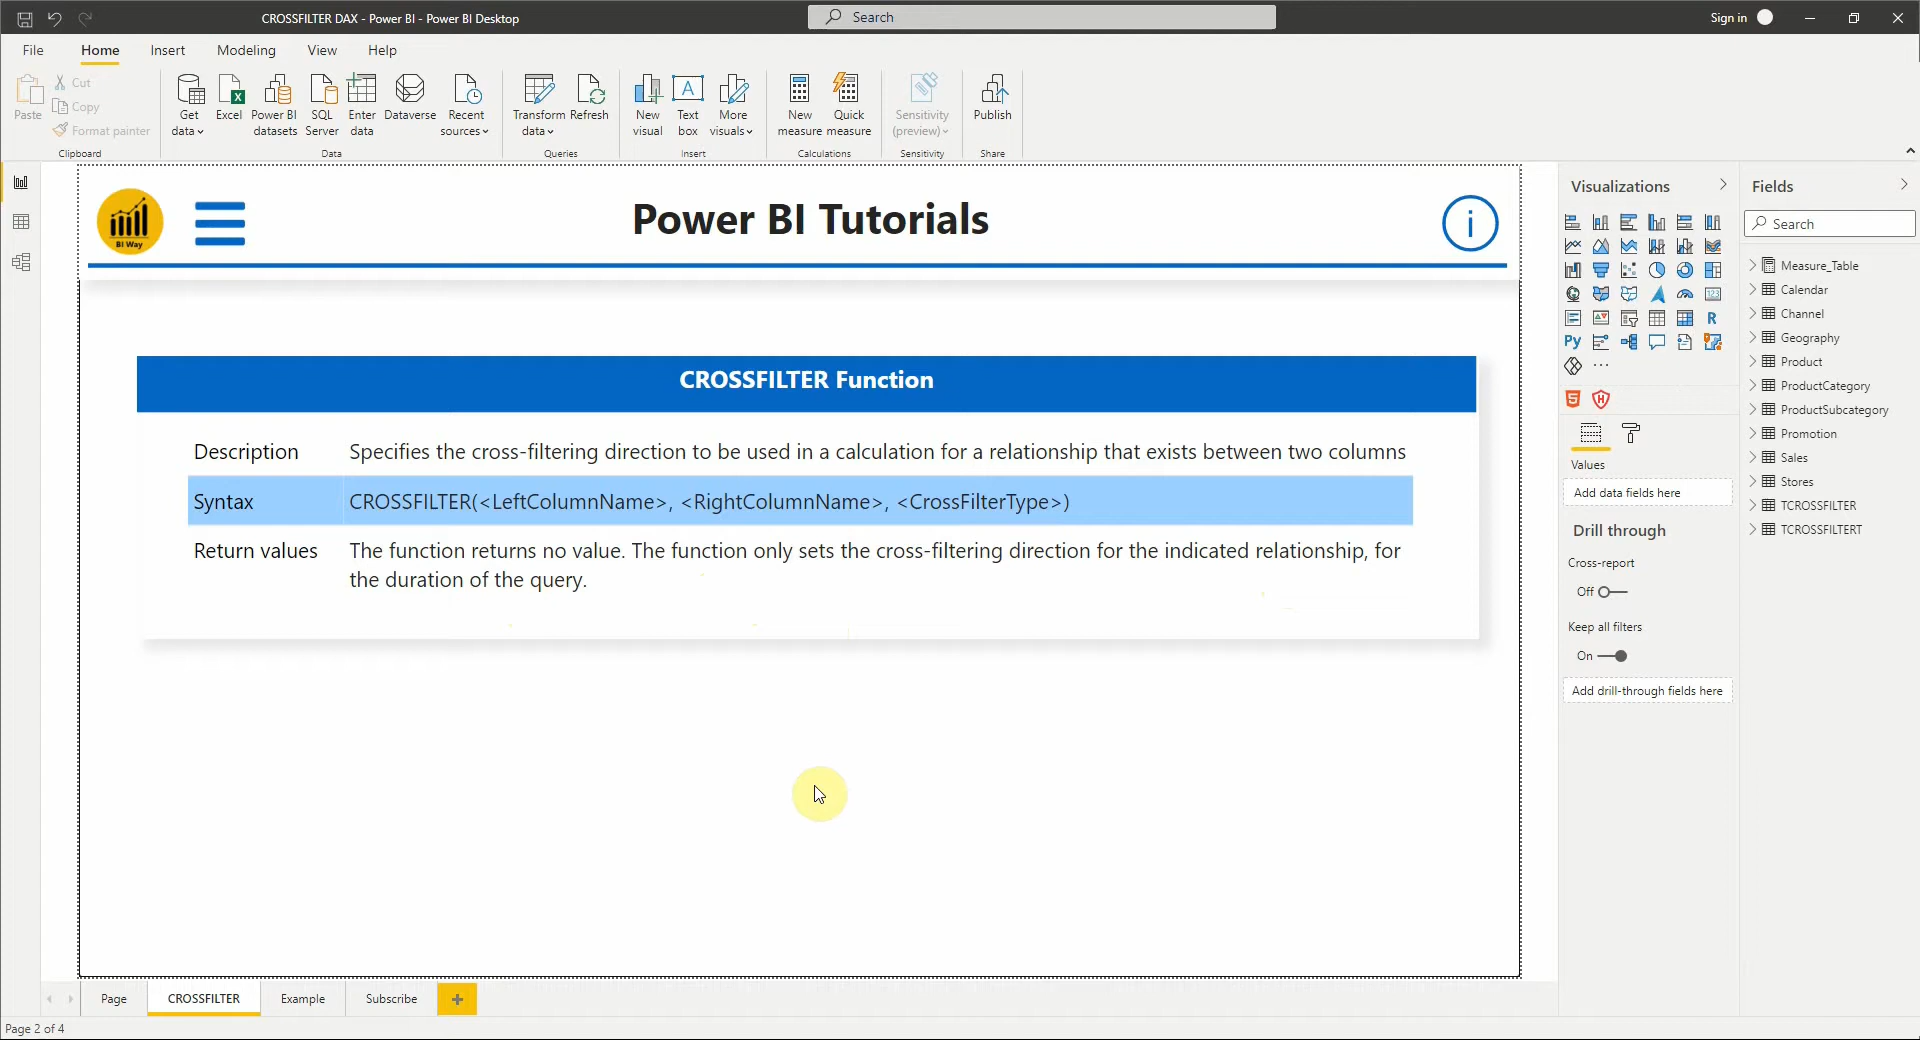 CROSSFILTER DAX - Power BI - Power BI Desktop
Search
Sign in
File Home Insert Modeling View Help
Paste
Cut
Copy
Format painter
Clipboard
Get data
Excel
Power BI datasets
SQL Server
Enter data
Dataverse
Recent sources
Data
Transform data
Refresh
Queries
New visual
Text box
More visuals
Insert
New measure
Quick measure
Calculations
Sensitivity (preview)
Sensitivity
Publish
Share
BI Way
Power BI Tutorials
CROSSFILTER Function
Description Specifies the cross-filtering direction to be used in a calculation for a relationship that exists between two columns
Syntax CROSSFILTER(<LeftColumnName>, <RightColumnName>, <CrossFilterType>)
Return values The function returns no value. The function only sets the cross-filtering direction for the indicated relationship, for
the duration of the query.
Visualizations
Values
Add data fields here
Drill through
Cross-report
Off
Keep all filters
On
Add drill-through fields here
Fields
Search
Measure_Table
Calendar
Channel
Geography
Product
ProductCategory
ProductSubcategory
Promotion
Sales
Stores
TCROSSFILTER
TCROSSFILTERT
Page CROSSFILTER Example Subscribe +
Page 2 of 4